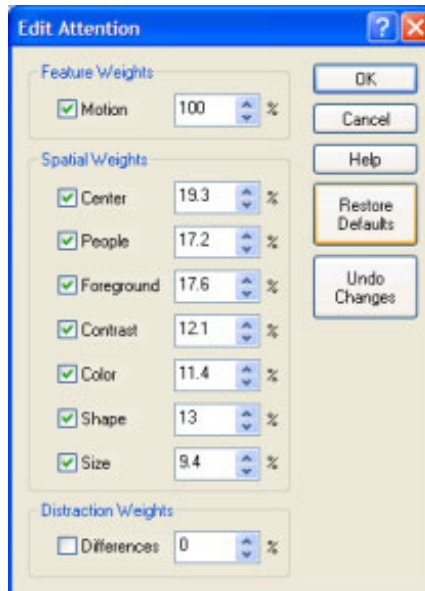 Edit Attention
Feature Weights
Motion 100 %
Spatial Weights
Center 19.3 %
People 17.2 %
Foreground 17.6 %
Contrast 12.1 %
Color 11.4 %
Shape 13 %
Size 9.4 %
Distraction Weights
Differences 0 %
OK
Cancel
Help
Restore
Defaults
Undo
Changes